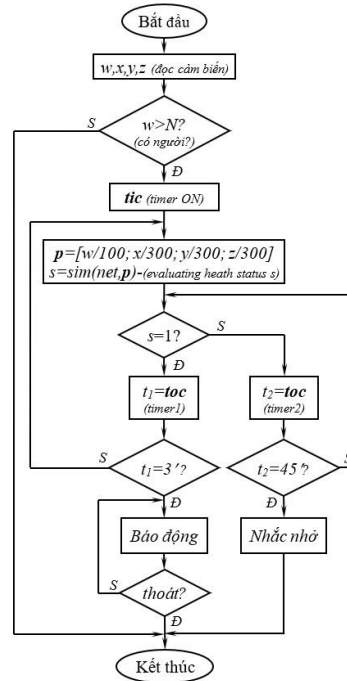 Bắt đầu
w,x,y,z (đọc cảm biến)
S
w>N?
(có người?)
Đ
tic (timer ON)
p=[w/100; x/300; y/300; z/300]
s=sim(net,p)-(evaluating heath status s)
s=1?
S
Đ
t₁=toc
(timer1)
t₂=toc
(timer2)
S
t₁=3'?
t₂=45'?
S
Đ
Đ
Báo động
Nhắc nhở
S
thoát?
Đ
Kết thúc